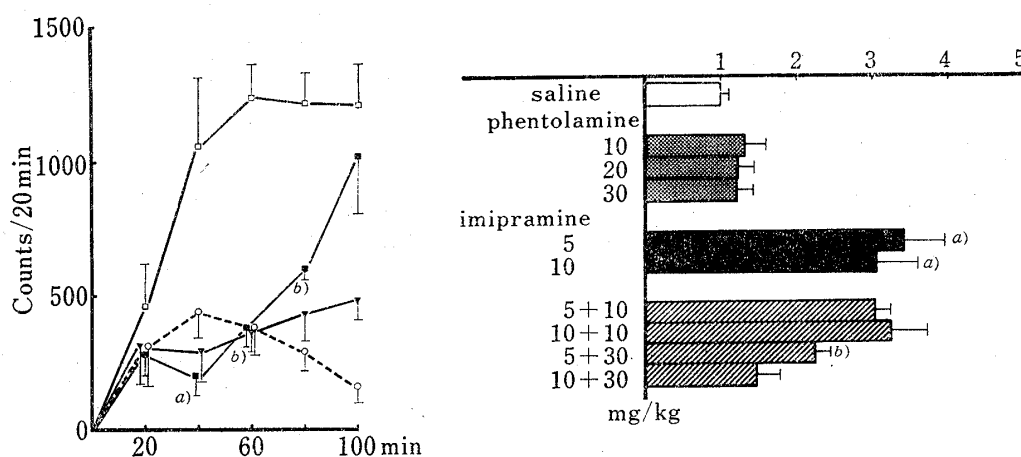 1500
1000
500
0
Counts/20 min
20
60
100 min
a)
b)
b)
1 2 3 4 5
saline
phentolamine
10
20
30
imipramine
5
a)
10
a)
5+10
10+10
5+30
b)
10+30
mg/kg